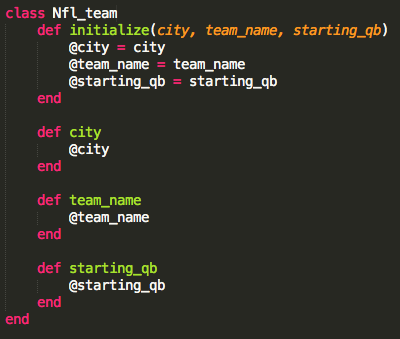 class Nfl_team
    def initialize(city, team_name, starting_qb)
        @city = city
        @team_name = team_name
        @starting_qb = starting_qb
    end

    def city
        @city
    end

    def team_name
        @team_name
    end

    def starting_qb
        @starting_qb
    end
end